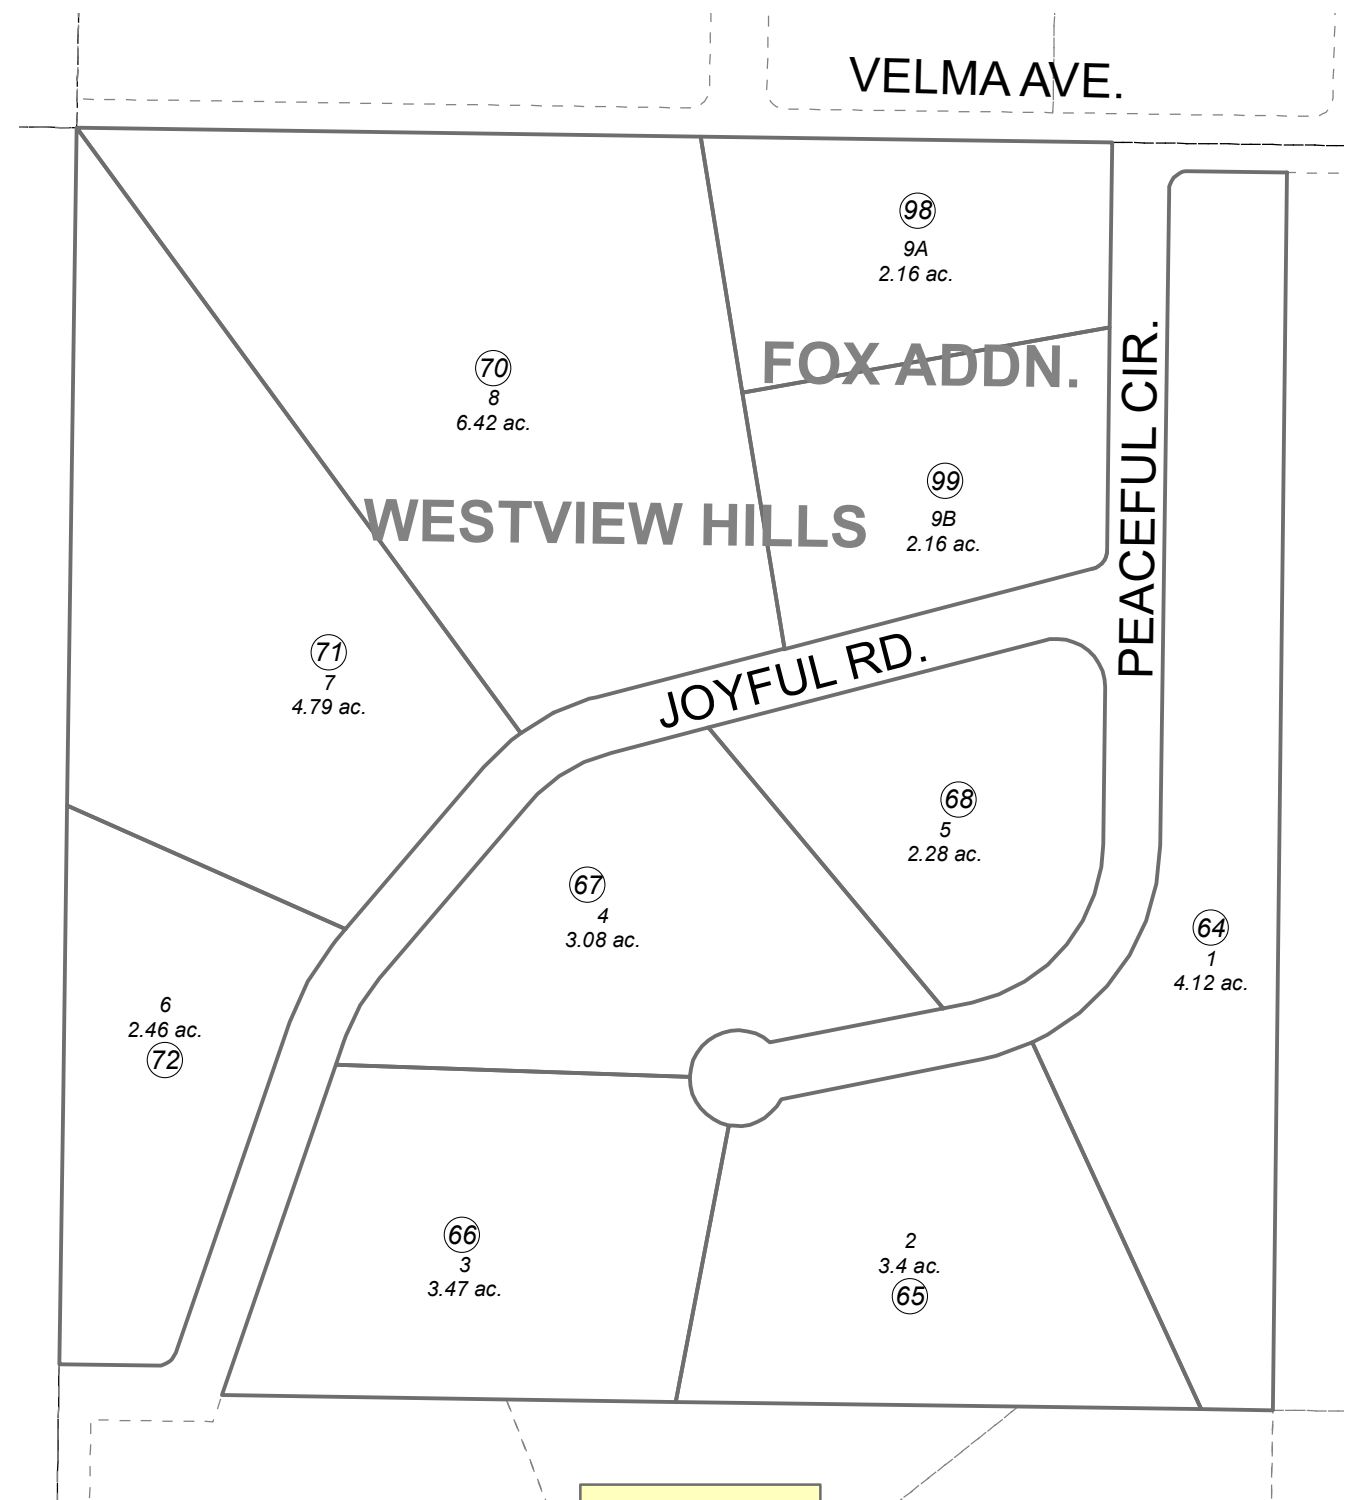 VELMA AVE.
98
9A
2.16 ac.
FOX ADDN.
PEACEFUL CIR.
70
8
6.42 ac.
99
9B
2.16 ac.
WESTVIEW HILLS
71
7
4.79 ac.
JOYFUL RD.
68
5
2.28 ac.
67
4
3.08 ac.
64
1
4.12 ac.
6
2.46 ac.
72
66
3
3.47 ac.
2
3.4 ac.
65